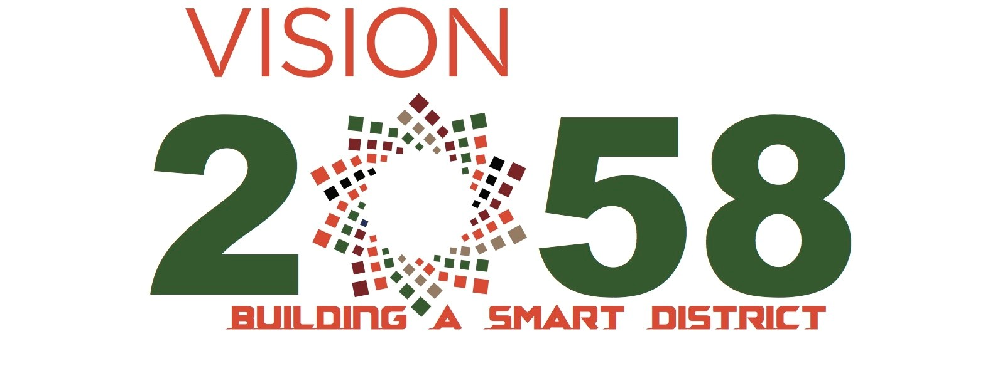 VISION
2058
BUILDING A SMART DISTRICT